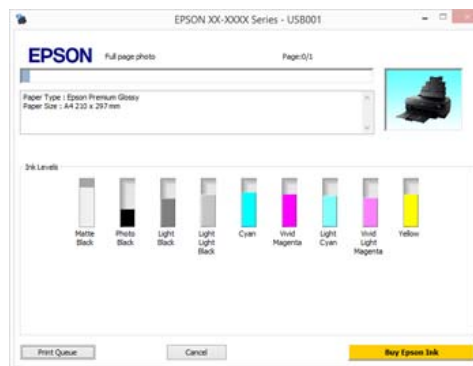 EPSON XX-XXXX Series - USB001
EPSON Full page photo Page:0/1
Paper Type : Epson Premium Glossy
Paper Size : A4 210 x 297 mm
Ink Levels
Matte Black
Photo Black
Light Black
Light Light Black
Cyan
Vivid Magenta
Light Cyan
Vivid Light Magenta
Yellow
Print Queue Cancel Buy Epson Ink